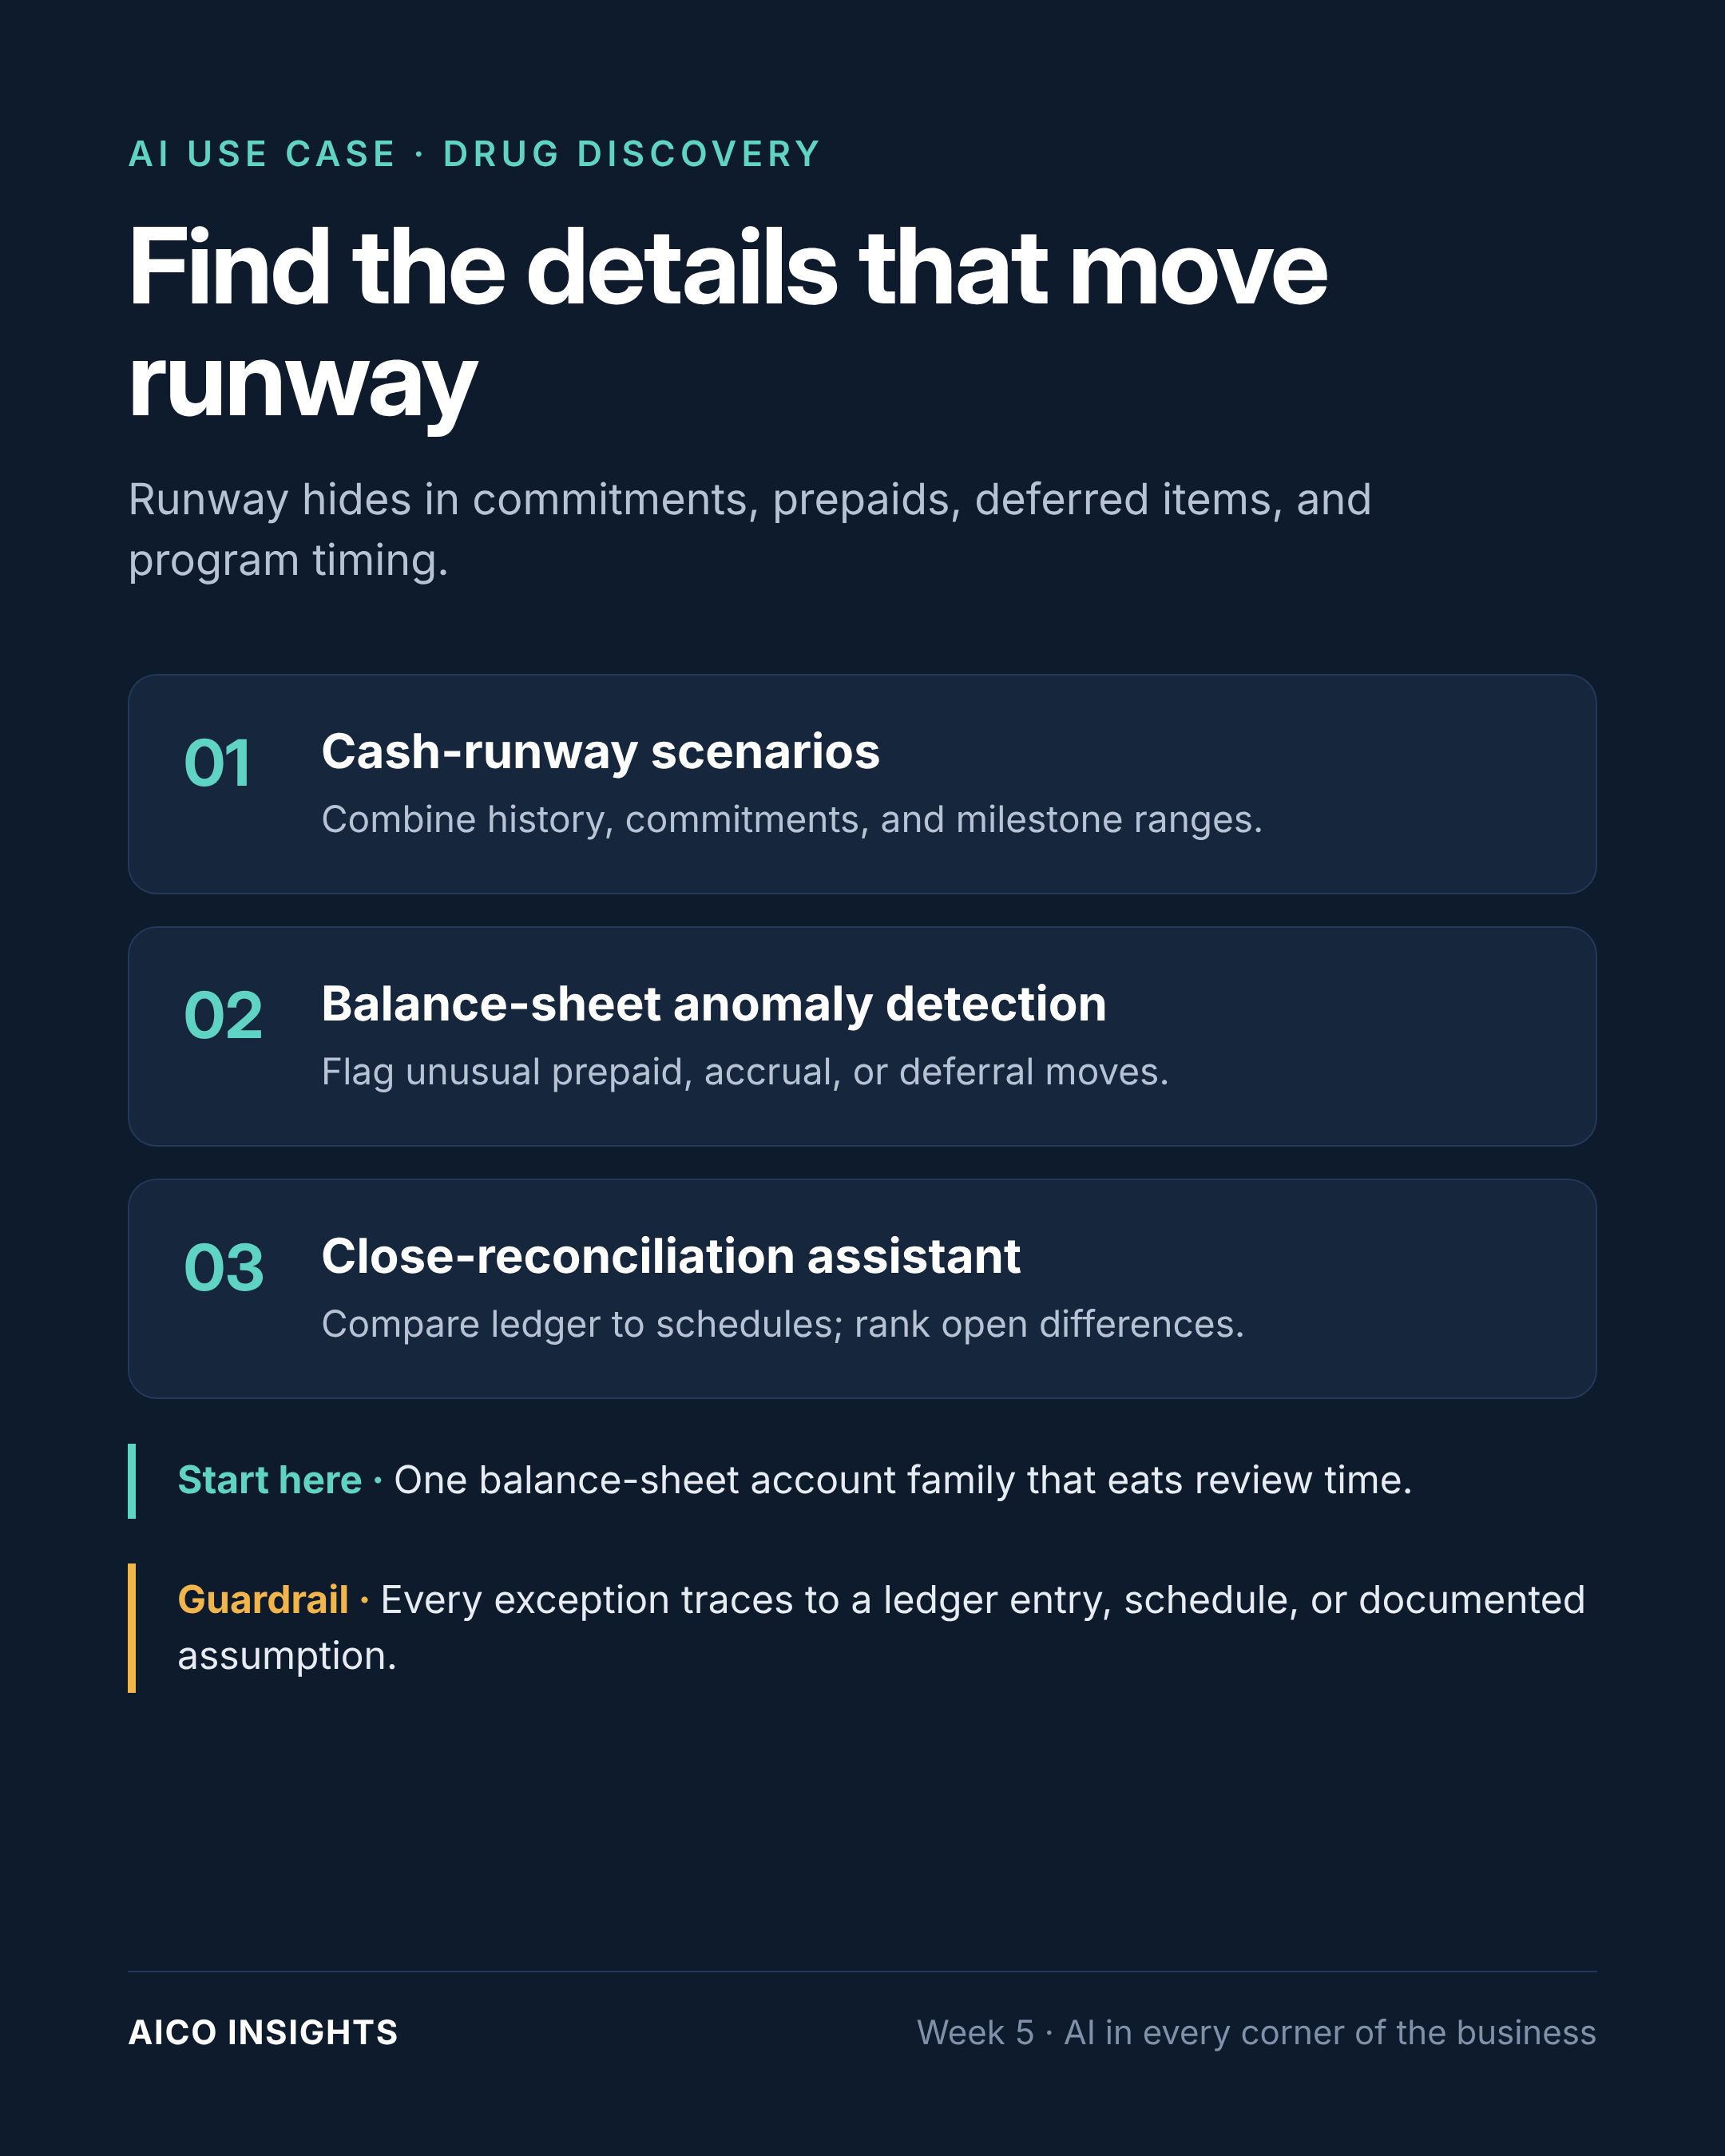 AI USE CASE · DRUG DISCOVERY
Find the details that move
runway
Runway hides in commitments, prepaids, deferred items, and
program timing.
01
Cash-runway scenarios
Combine history, commitments, and milestone ranges.
02
Balance-sheet anomaly detection
Flag unusual prepaid, accrual, or deferral moves.
03
Close-reconciliation assistant
Compare ledger to schedules; rank open differences.
Start here · One balance-sheet account family that eats review time.
Guardrail · Every exception traces to a ledger entry, schedule, or documented
assumption.
AICO INSIGHTS
Week 5 · AI in every corner of the business